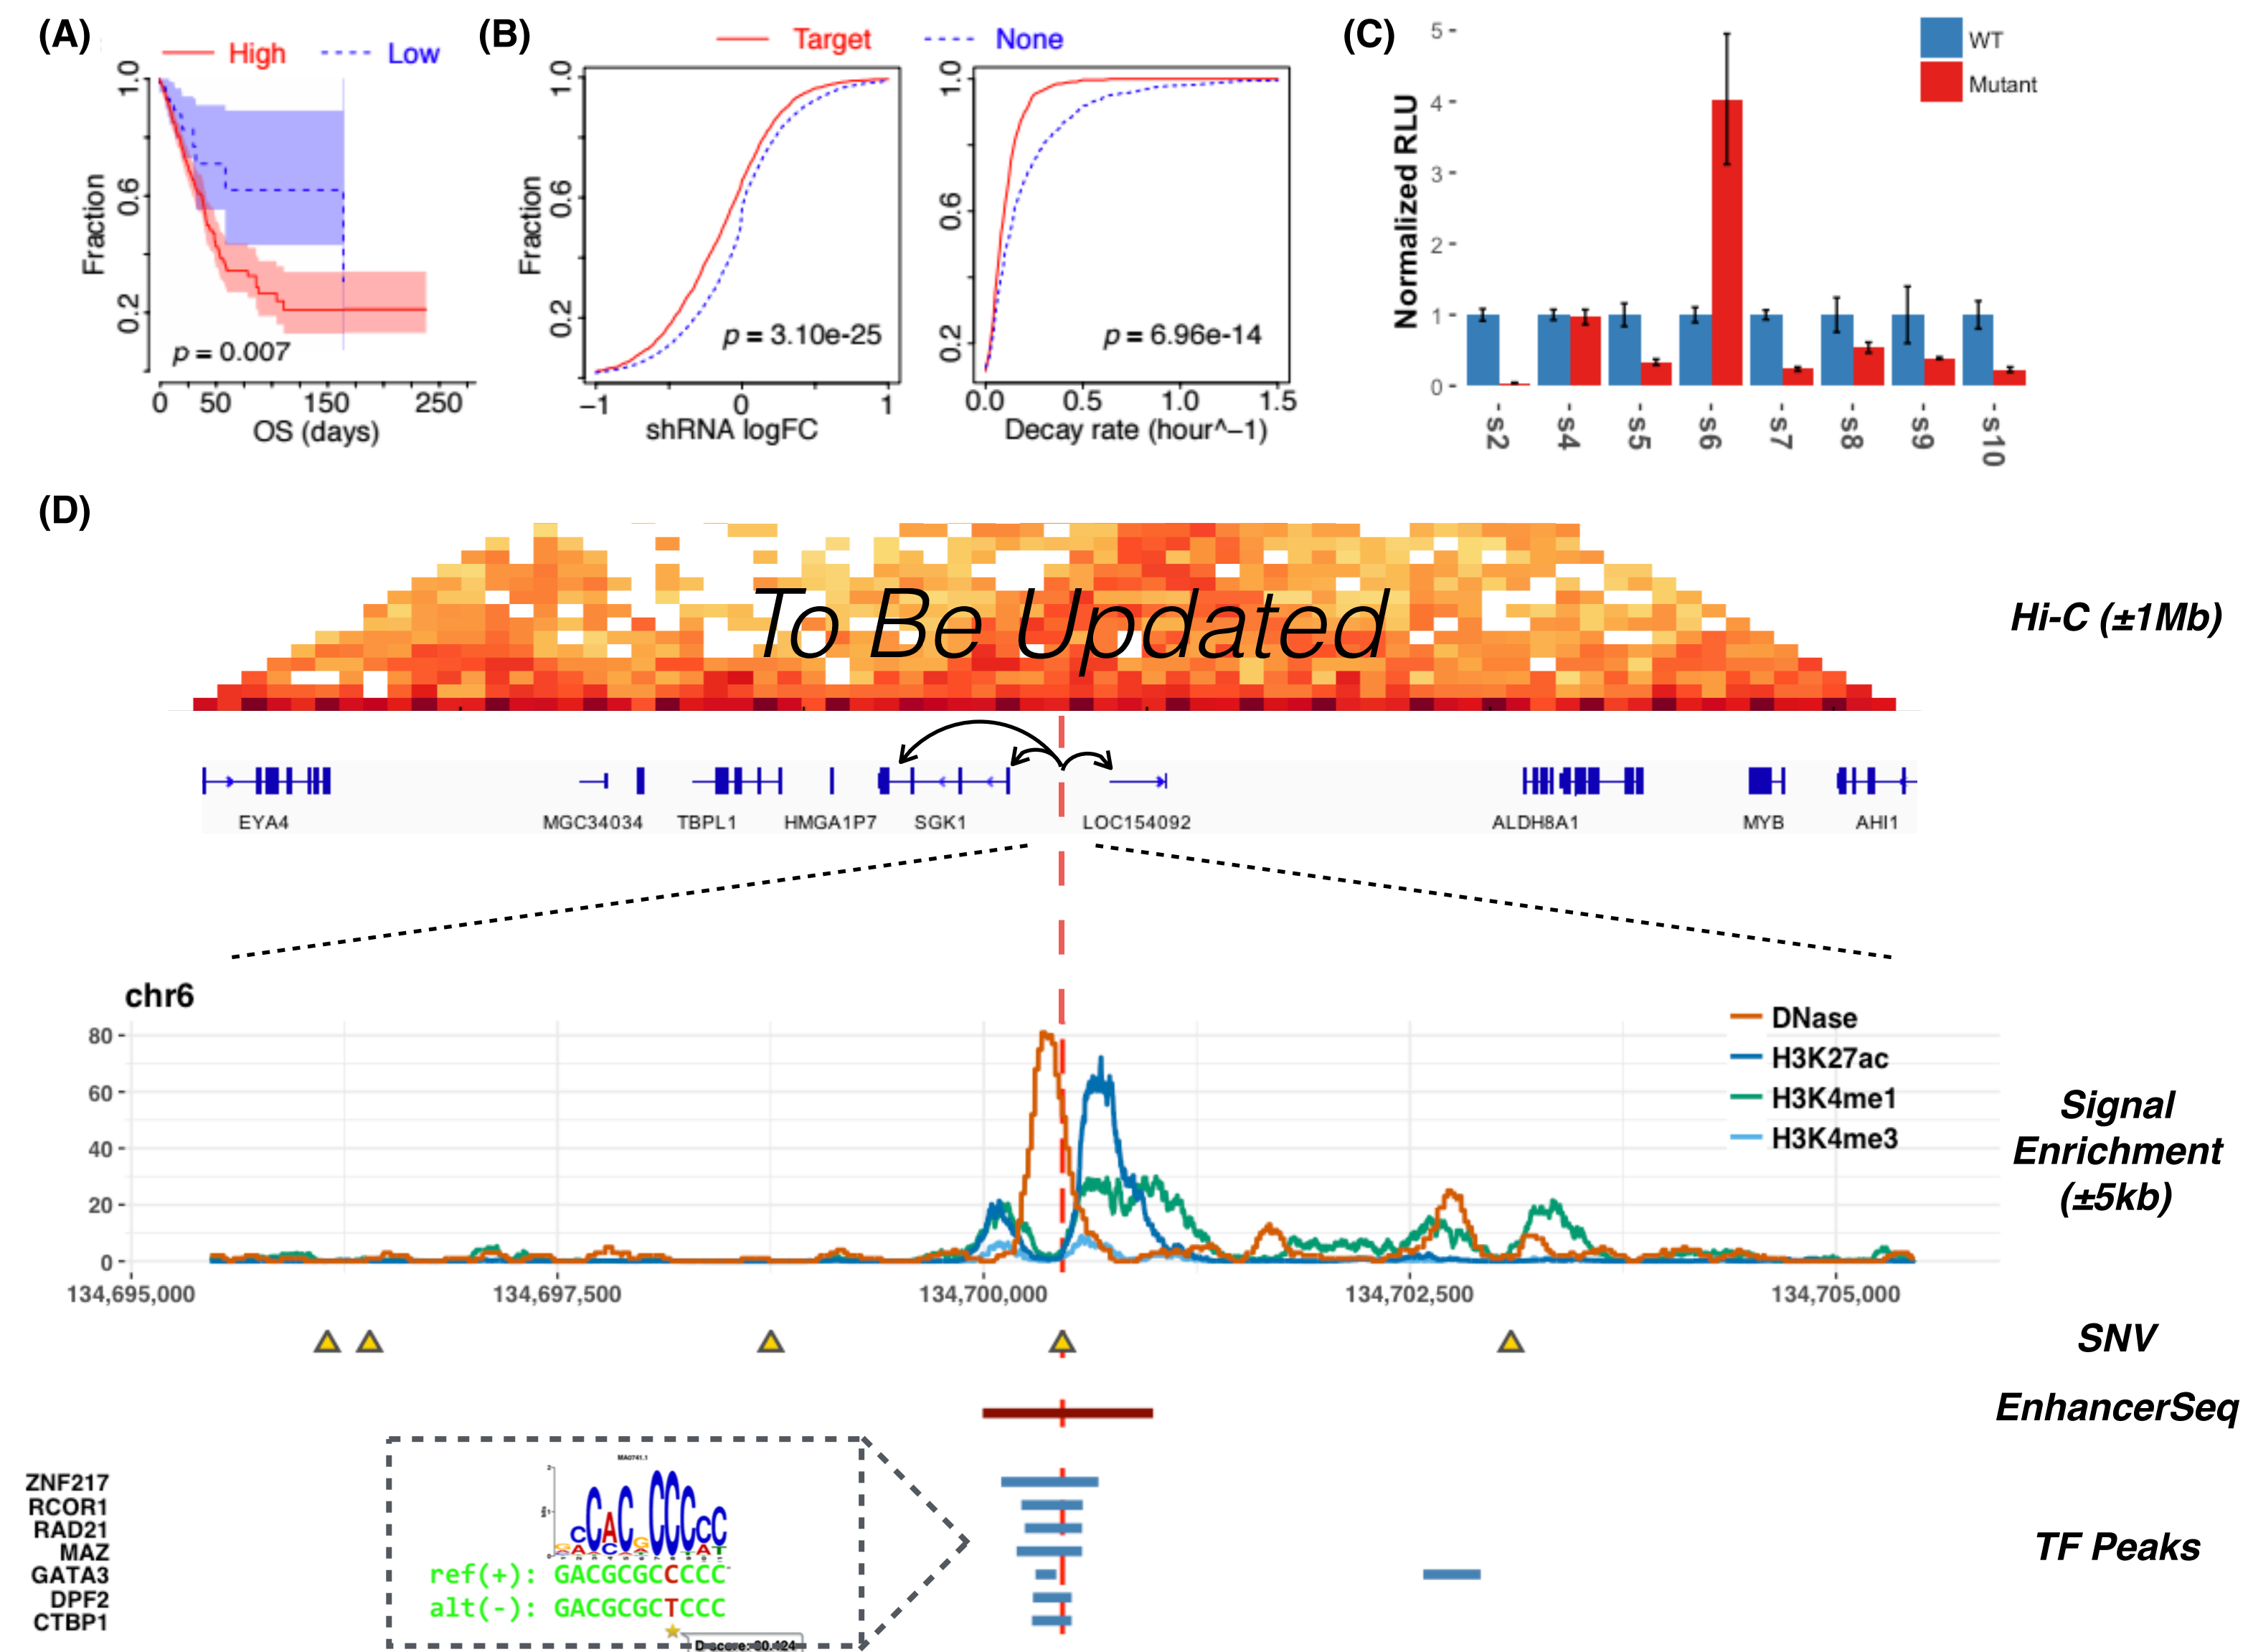 (A)
High
Low
1.0
0.6
0.2
Fraction
p = 0.007
0
50
150
250
OS (days)
(B)
Target
None
1.0
0.6
0.2
Fraction
p = 3.10e-25
−1
0
1
shRNA logFC
1.0
0.6
0.2
p = 6.96e-14
0.0
0.5
1.0
1.5
Decay rate (hour^−1)
(C)
WT
Mutant
Normalized RLU
5
4
3
2
1
0
s2
s4
s5
s6
s7
s8
s9
s10
(D)
To Be Updated
Hi-C (±1Mb)
EYA4
MGC34034
TBPL1
HMGA1P7
SGK1
LOC154092
ALDH8A1
MYB
AHI1
chr6
80
60
40
20
0
DNase
H3K27ac
H3K4me1
H3K4me3
Signal
Enrichment
(±5kb)
134,695,000
134,697,500
134,700,000
134,702,500
134,705,000
SNV
EnhancerSeq
MA0741.1
ref(+): GACGCGCCCCC
alt(-): GACGCGCTCCC
ZNF217
RCOR1
RAD21
MAZ
GATA3
DPF2
CTBP1
TF Peaks